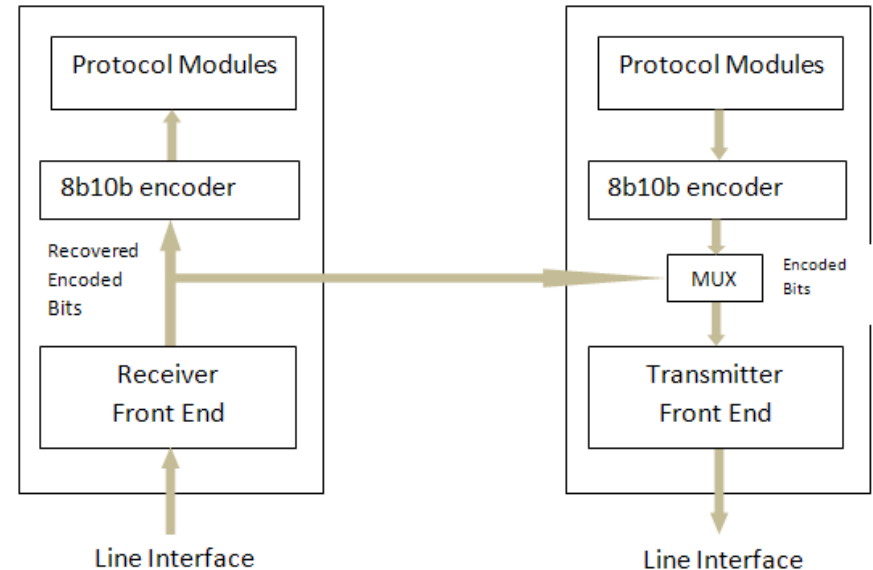 Protocol Modules
8b10b encoder
Recovered
Encoded
Bits
Receiver
Front End
Line Interface
Protocol Modules
8b10b encoder
MUX
Encoded
Bits
Transmitter
Front End
Line Interface